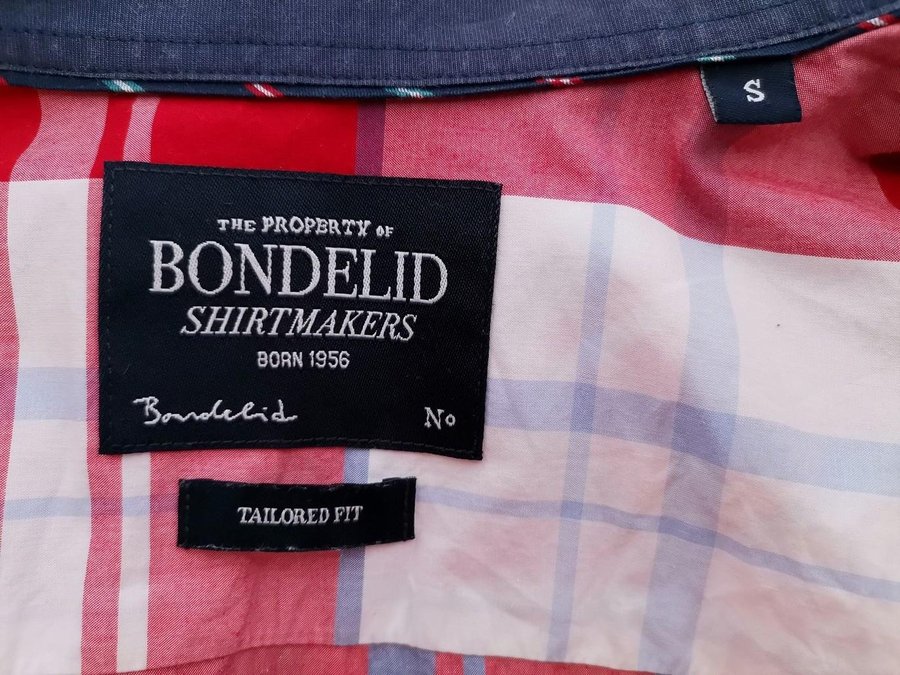 S
THE PROPERTY OF
BONDELID
SHIRTMAKERS
BORN 1956
Bondelid No
TAILORED FIT